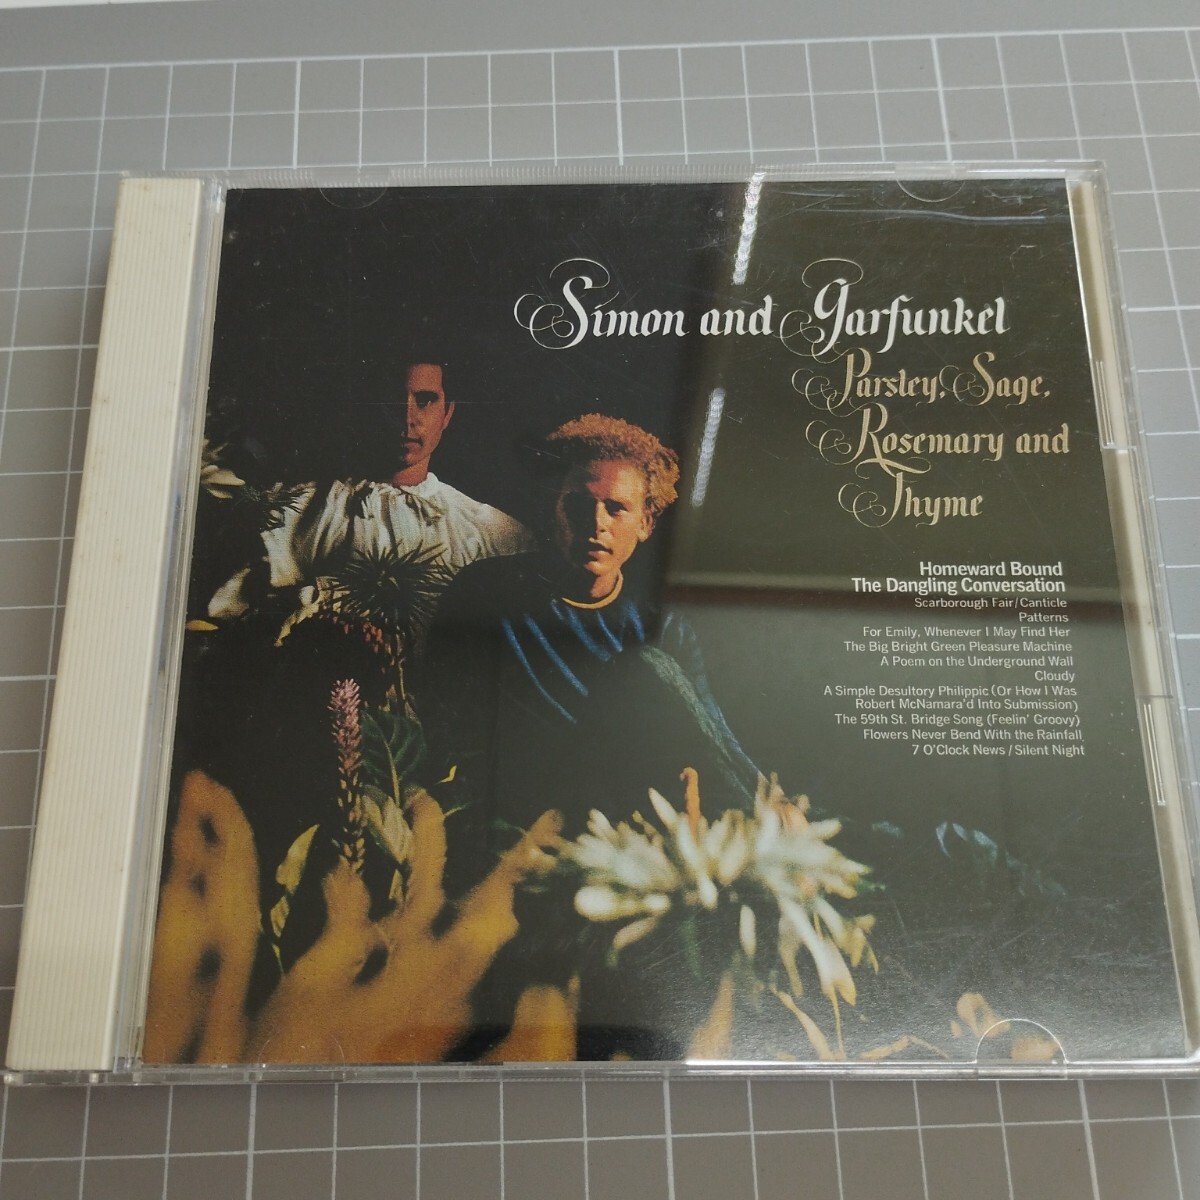 Simon and Garfunkel
Parsley, Sage,
Rosemary and
Thyme
Homeward Bound
The Dangling Conversation
Scarborough Fair/Canticle
Patterns
For Emily, Whenever I May Find Her
The Big Bright Green Pleasure Machine
A Poem on the Underground Wall
Cloudy
A Simple Desultory Philippic (Or How I Was
Robert McNamara'd Into Submission)
The 59th St. Bridge Song (Feelin' Groovy)
Flowers Never Bend With the Rainfall
7 O'Clock News/Silent Night